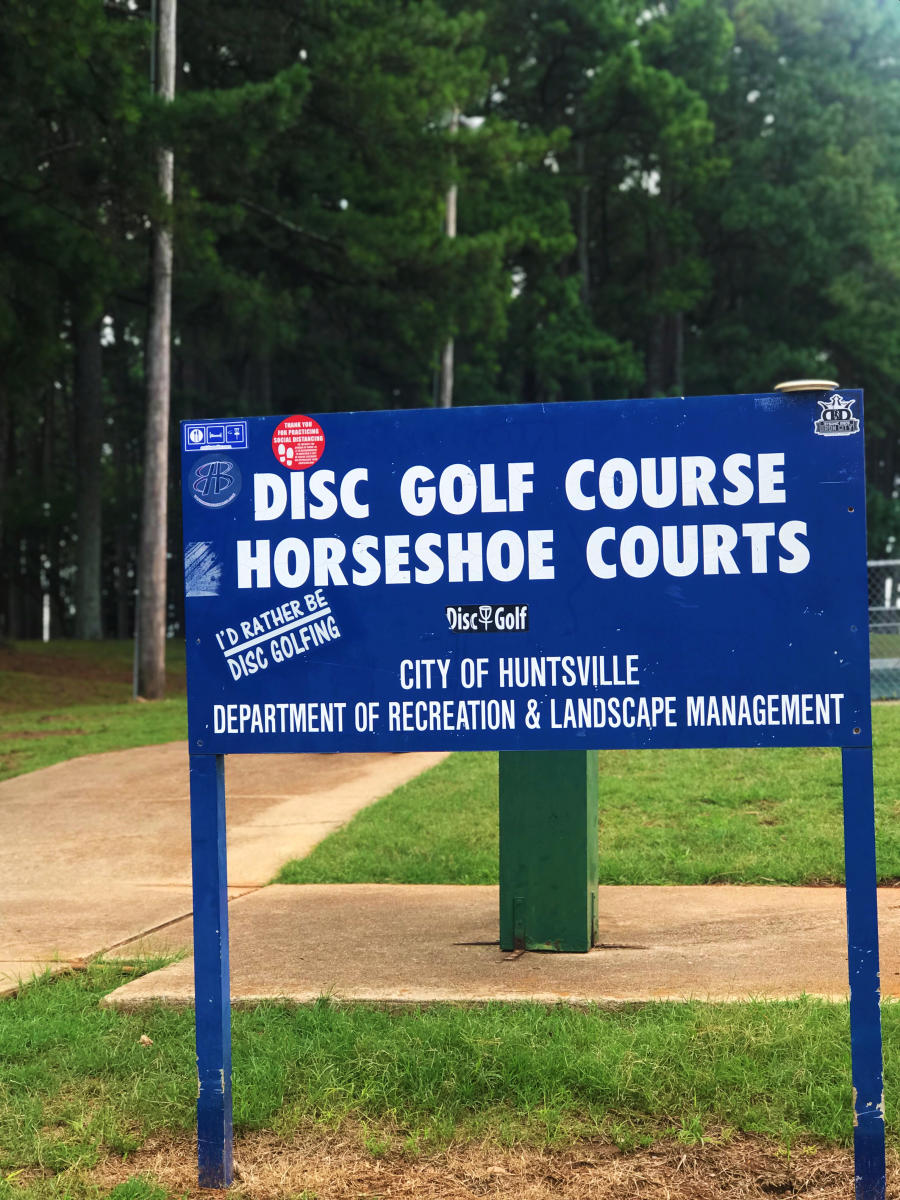 THANK YOU
FOR PRACTICING
SOCIAL DISTANCING
DISC GOLF COURSE
HORSESHOE COURTS
I'D RATHER BE
DISC GOLFING
Disc Golf
CITY OF HUNTSVILLE
DEPARTMENT OF RECREATION & LANDSCAPE MANAGEMENT